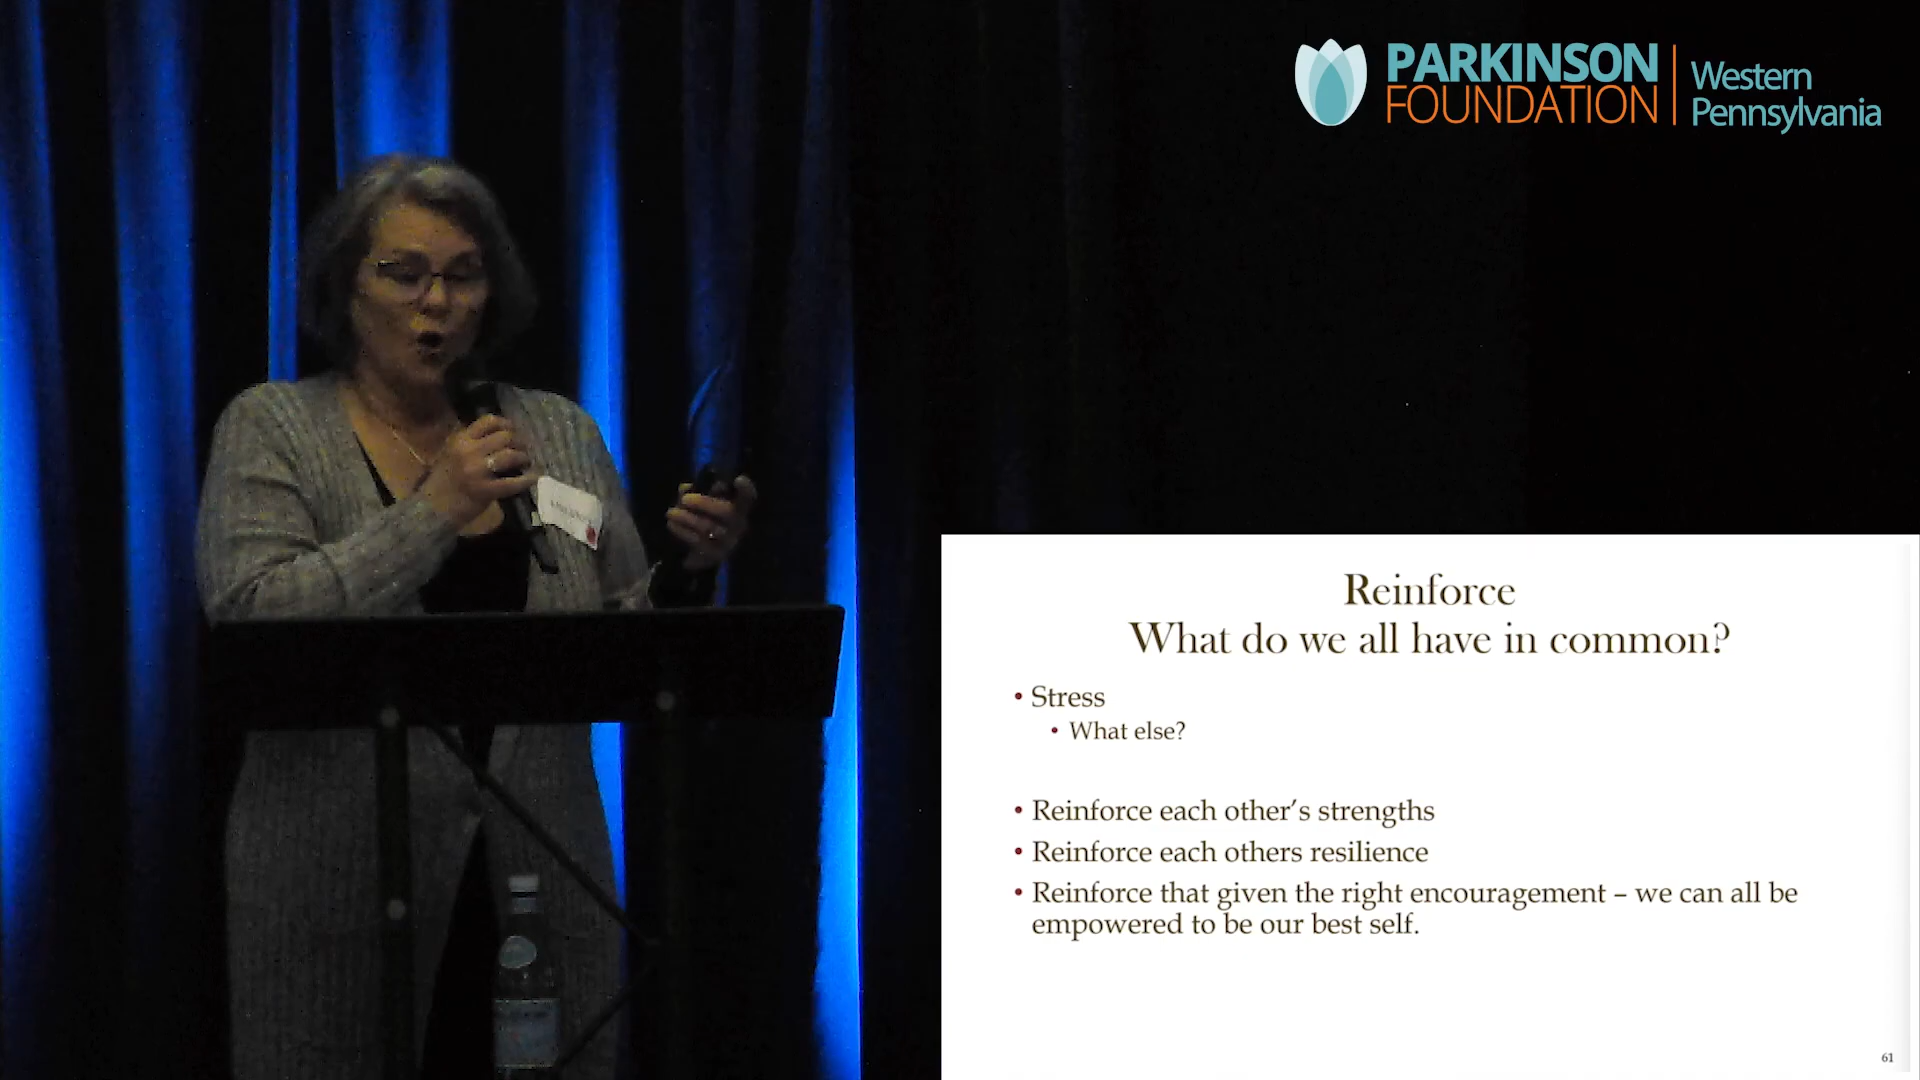 PARKINSON
FOUNDATION
Western
Pennsylvania
Reinforce
What do we all have in common?
• Stress
• What else?
• Reinforce each other’s strengths
• Reinforce each others resilience
• Reinforce that given the right encouragement – we can all be
empowered to be our best self.
61